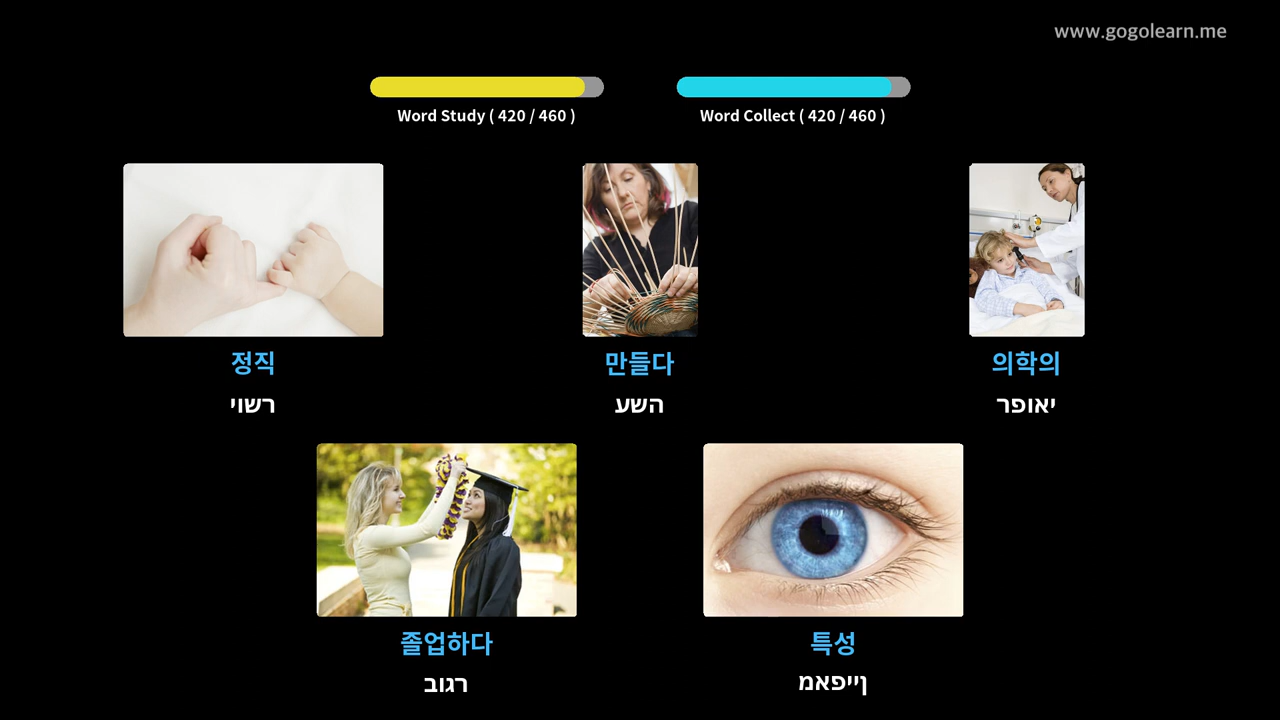 www.gogolearn.me
Word Study ( 420 / 460 )
Word Collect ( 420 / 460 )
정직
만들다
의학의
רשוי
השע
יאופר
졸업하다
특성
רגוב
ןייפאמ